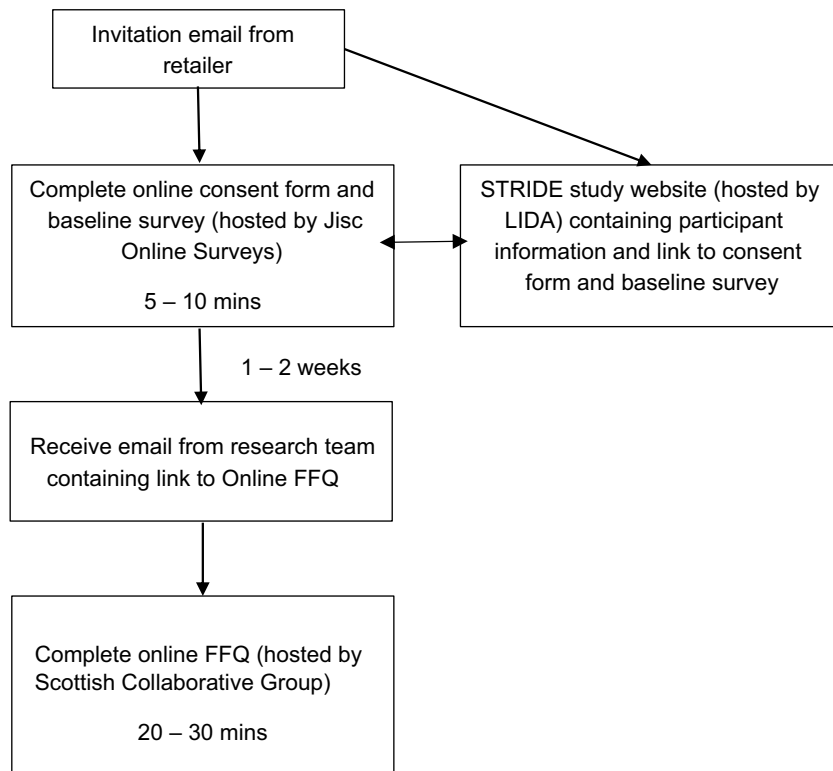 Invitation email from
retailer
Complete online consent form and
baseline survey (hosted by Jisc
Online Surveys)
5 – 10 mins
STRIDE study website (hosted by
LIDA) containing participant
information and link to consent
form and baseline survey
1 – 2 weeks
Receive email from research team
containing link to Online FFQ
Complete online FFQ (hosted by
Scottish Collaborative Group)
20 – 30 mins